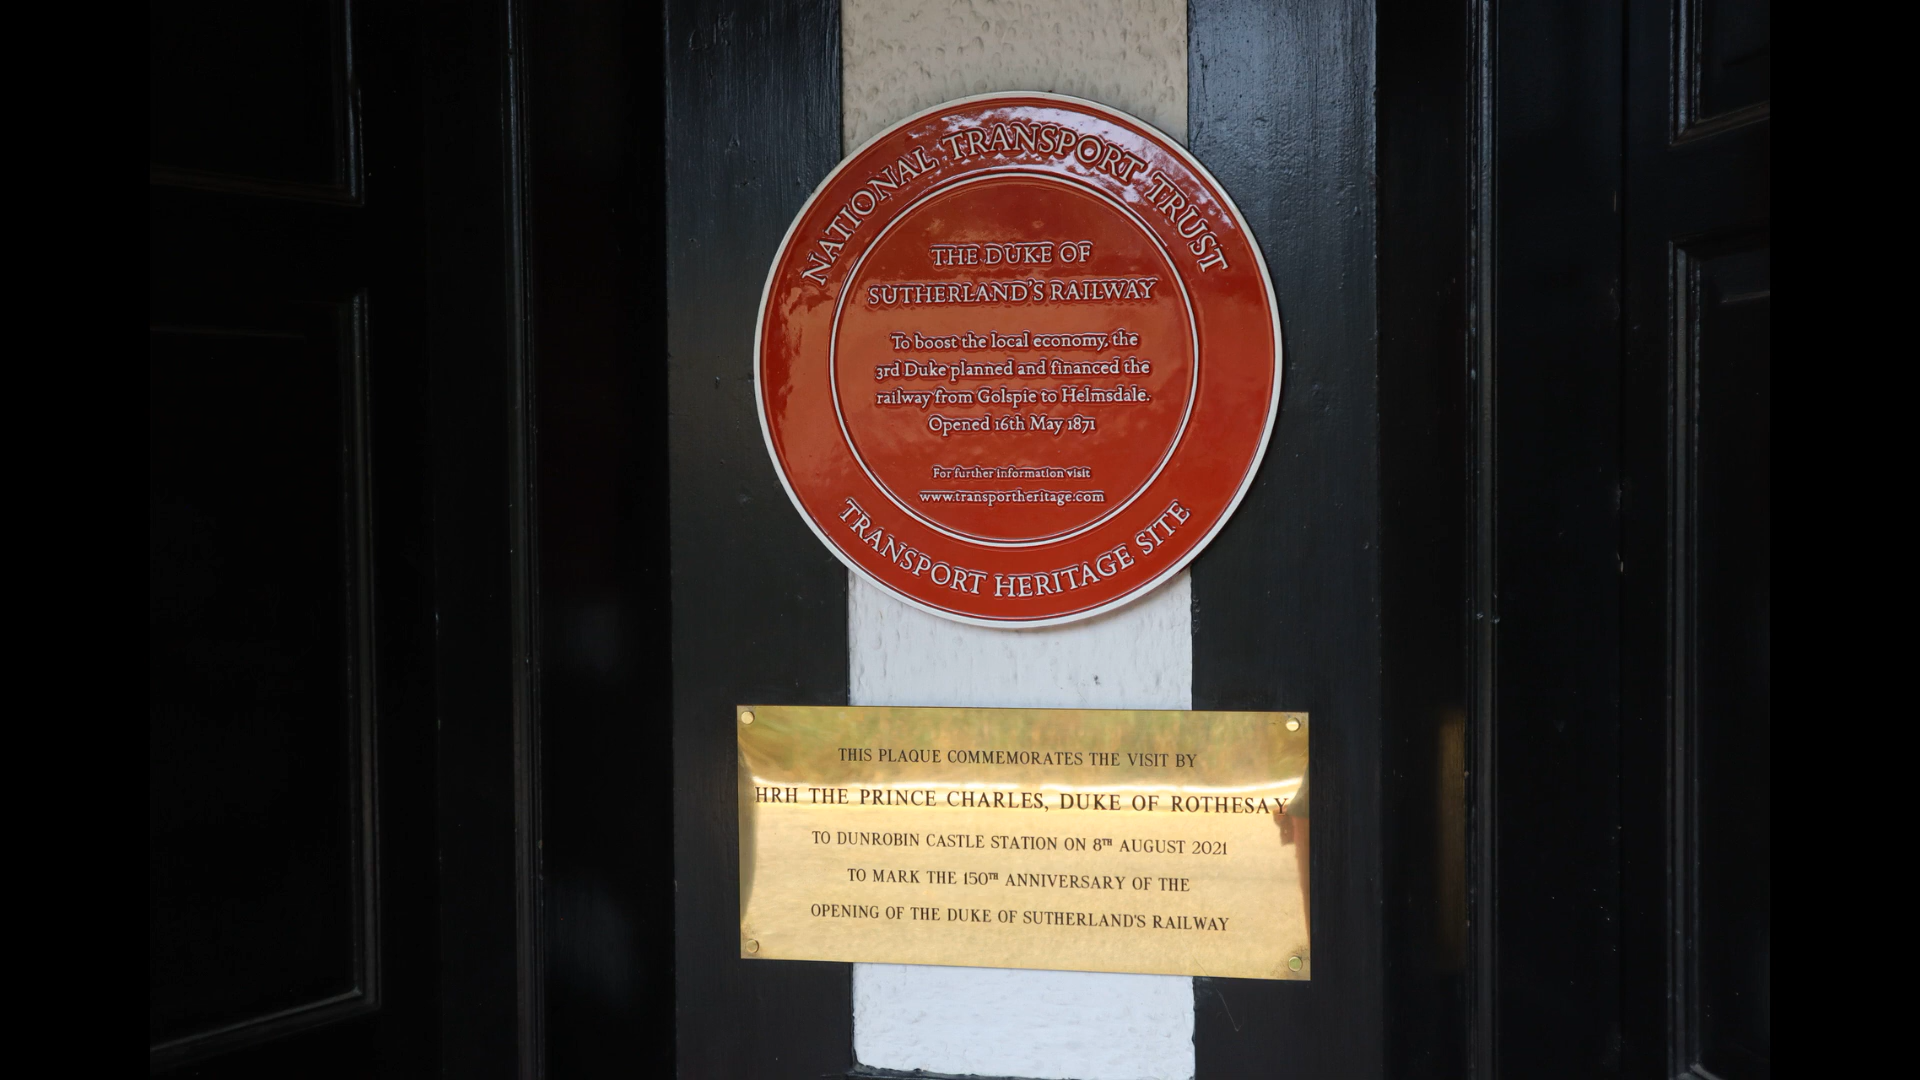 NATIONAL TRANSPORT TRUST
THE DUKE OF
SUTHERLAND'S RAILWAY
To boost the local economy, the
3rd Duke planned and financed the
railway from Golspie to Helmsdale.
Opened 16th May 1871
For further information visit
www.transportheritage.com
TRANSPORT HERITAGE SITE
THIS PLAQUE COMMEMORATES THE VISIT BY
HRH THE PRINCE CHARLES, DUKE OF ROTHESAY
TO DUNROBIN CASTLE STATION ON 8TH AUGUST 2021
TO MARK THE 150TH ANNIVERSARY OF THE
OPENING OF THE DUKE OF SUTHERLAND'S RAILWAY